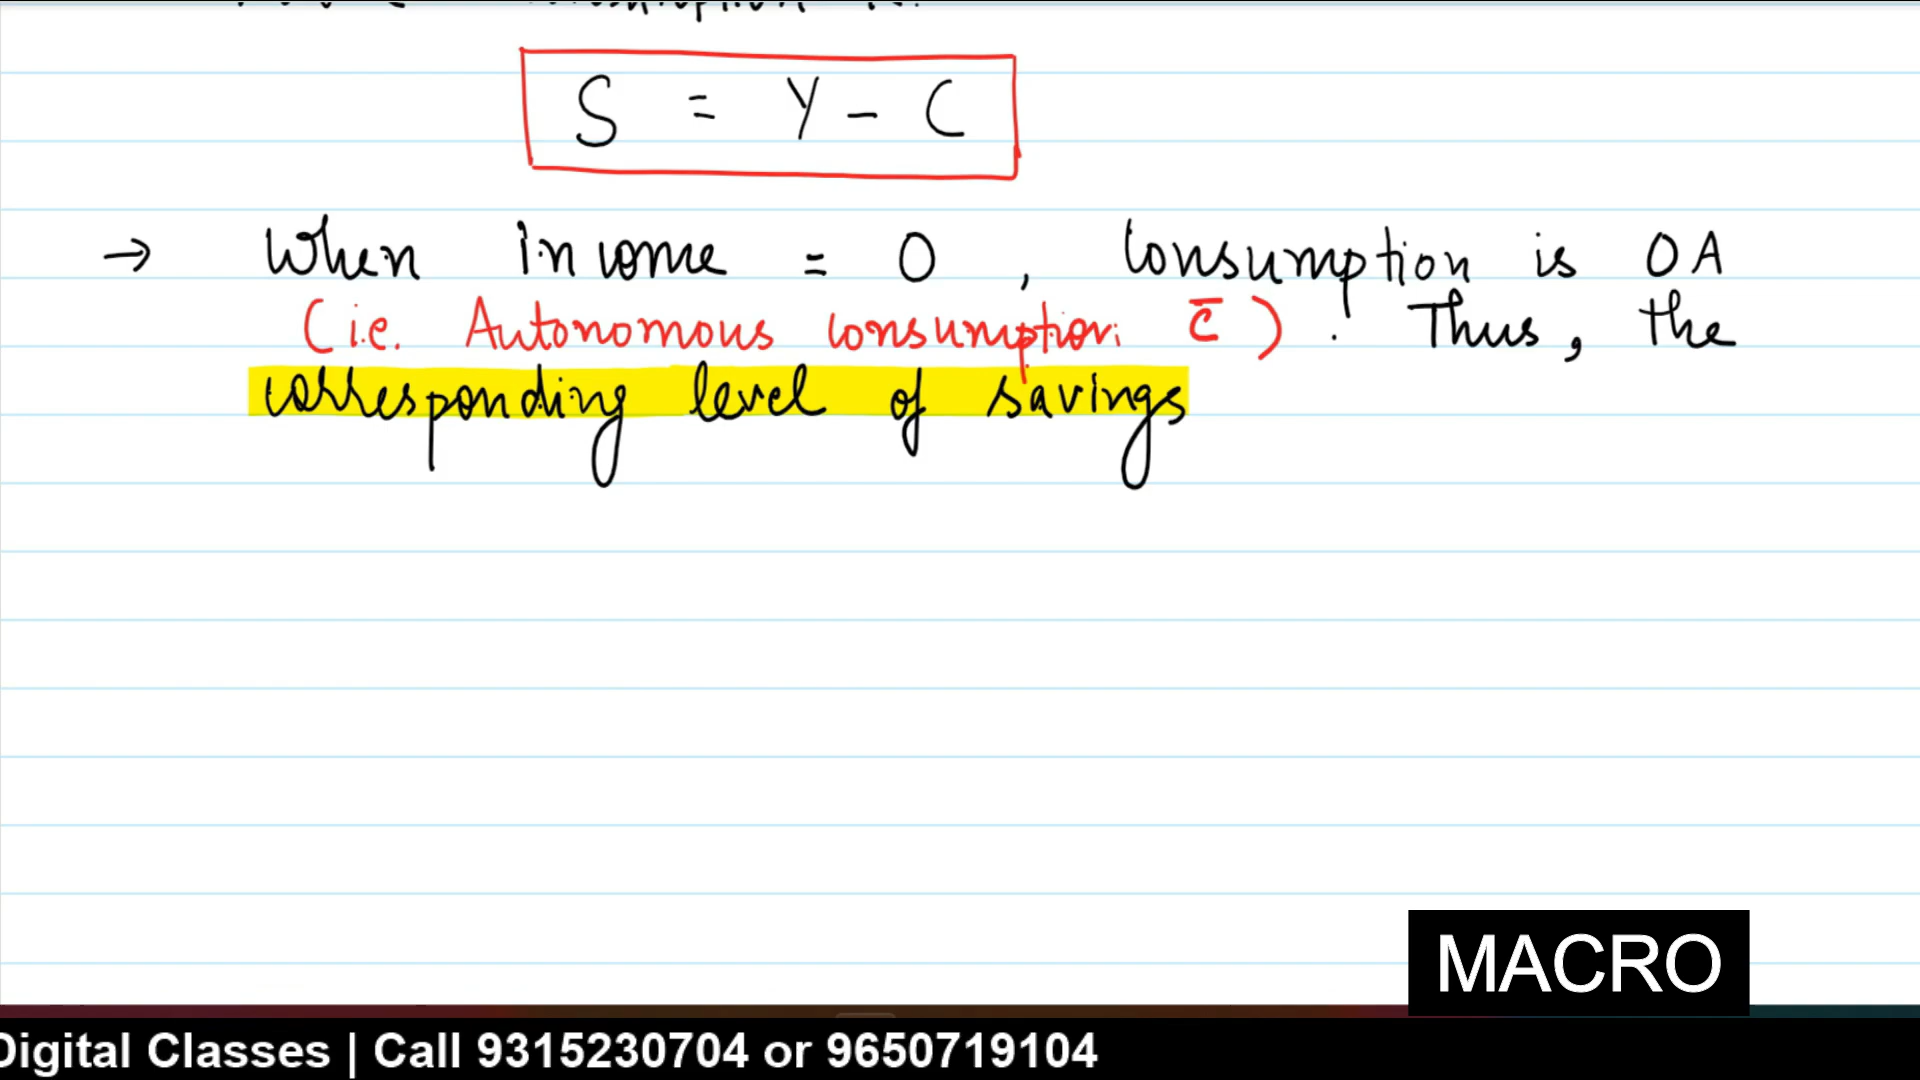 S = Y - C
→ When income = 0 , Consumption is OA
(i.e. Autonomous consumption C̅ ) . Thus, the
corresponding level of savings
MACRO
Digital Classes | Call 9315230704 or 9650719104